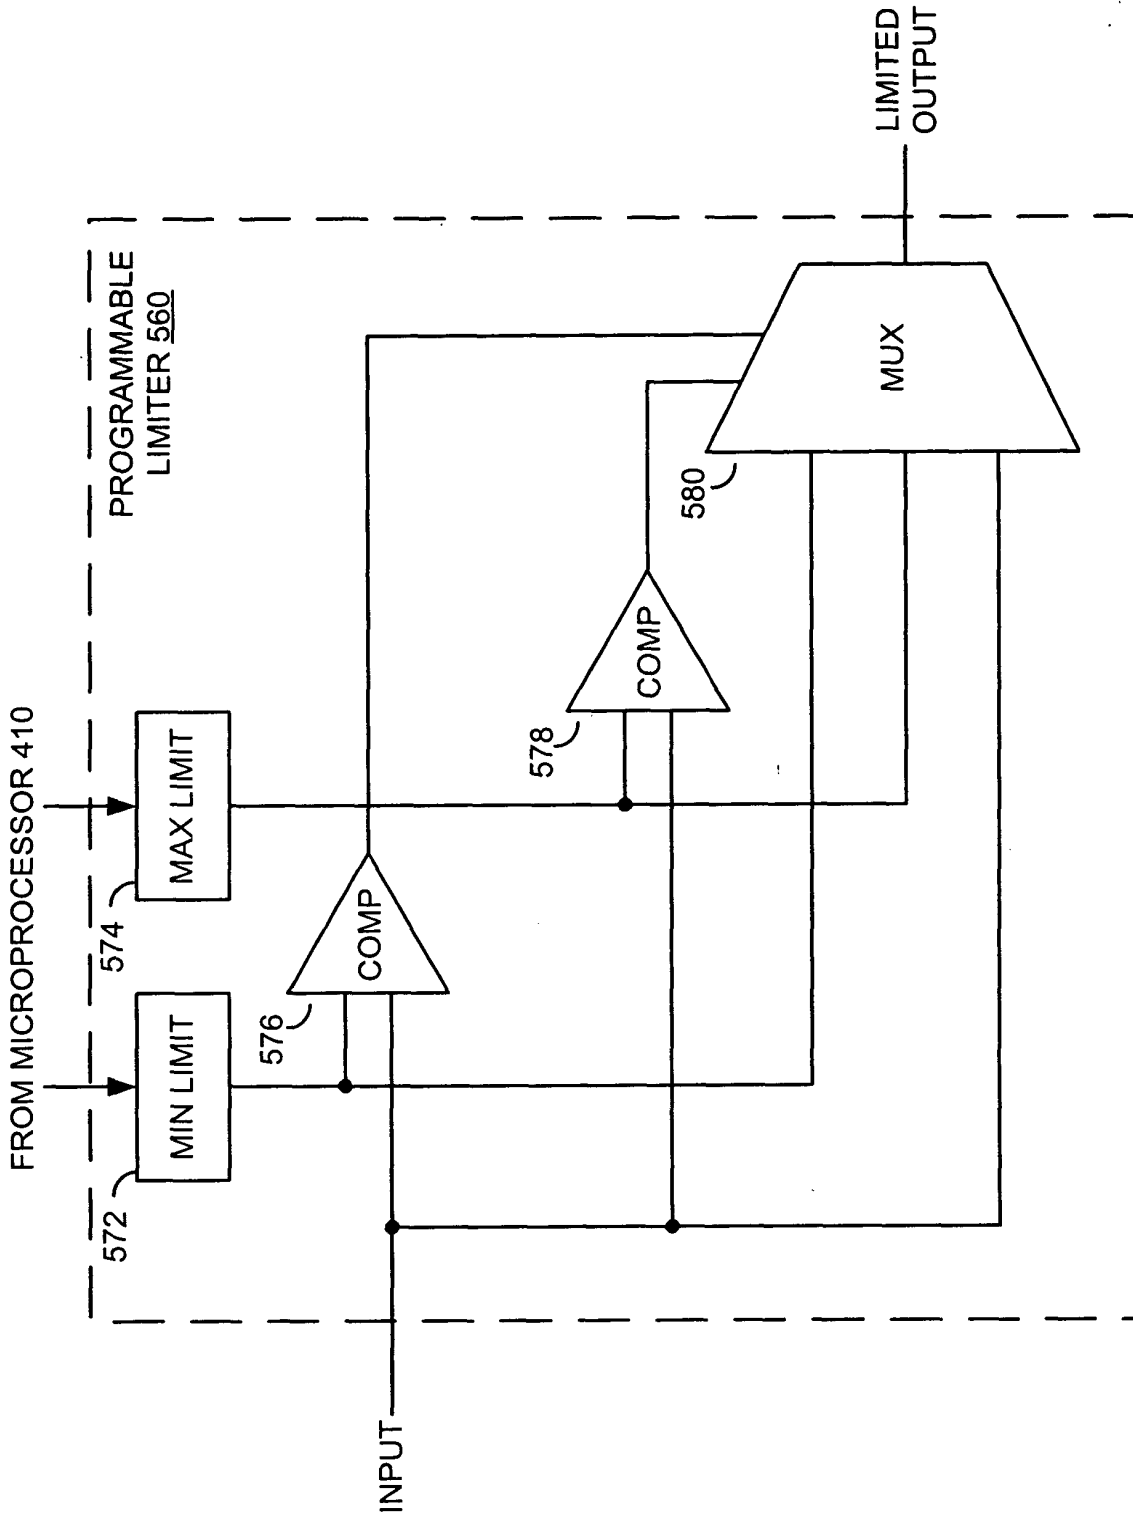 FROM MICROPROCESSOR 410
PROGRAMMABLE
LIMITER 560
572
MIN LIMIT
574
MAX LIMIT
576
COMP
578
COMP
580
MUX
INPUT
LIMITED
OUTPUT